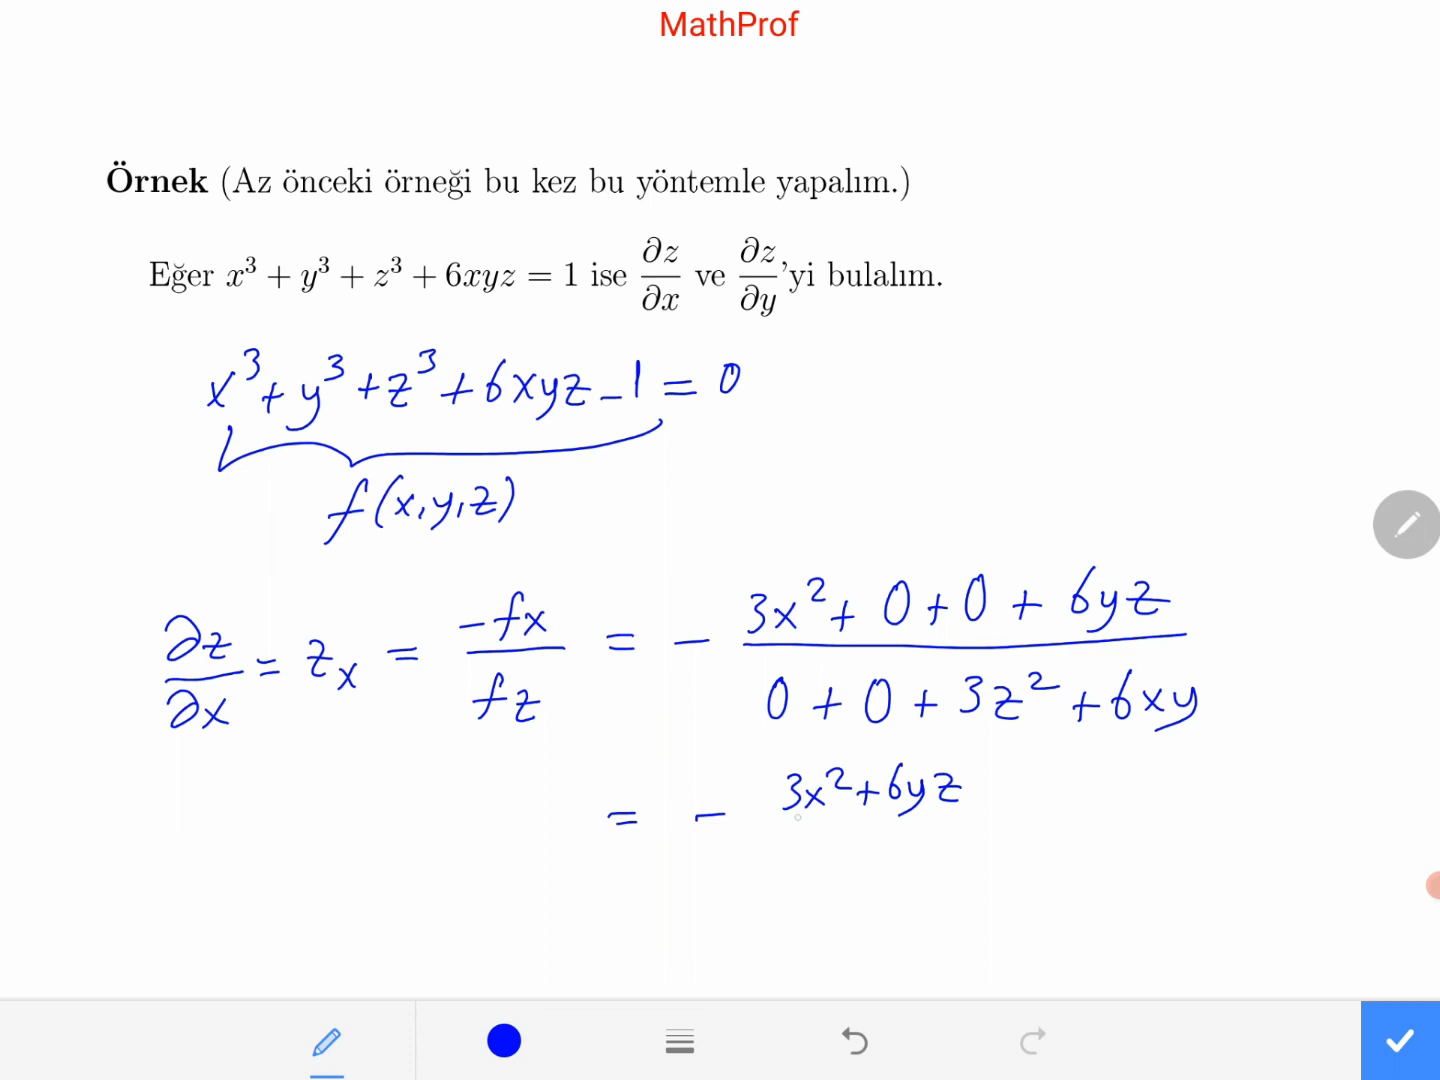 MathProf
Örnek (Az önceki örneği bu kez bu yöntemle yapalım.)
Eğer x³ + y³ + z³ + 6xyz = 1 ise ∂z/∂x ve ∂z/∂y'yi bulalım.
x³ + y³ + z³ + 6xyz - 1 = 0
f(x,y,z)
∂z/∂x = z_x = -fx/fz = - (3x² + 0 + 0 + 6yz)/(0 + 0 + 3z² + 6xy)
= - 3x² + 6yz